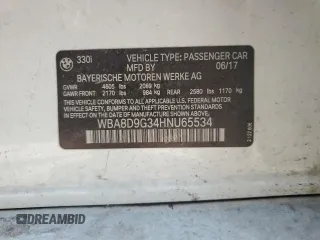 330i VEHICLE TYPE: PASSENGER CAR
06/17
BAYERISCHE MOTOREN WERKE AG
GVWR 4605 LBS 2089 KG
GAWR FRONT 2170 LBS 984 KG REAR 2580 LBS 1170 KG
THIS VEHICLE CONFORMS TO ALL APPLICABLE U.S. FEDERAL MOTOR
VEHICLE SAFETY, BUMPER, AND THEFT PREVENTION STANDARDS
IN EFFECT ON THE DATE OF MANUFACTURE SHOWN ABOVE.
WBA8D9G34HNU65534
DREAMBID